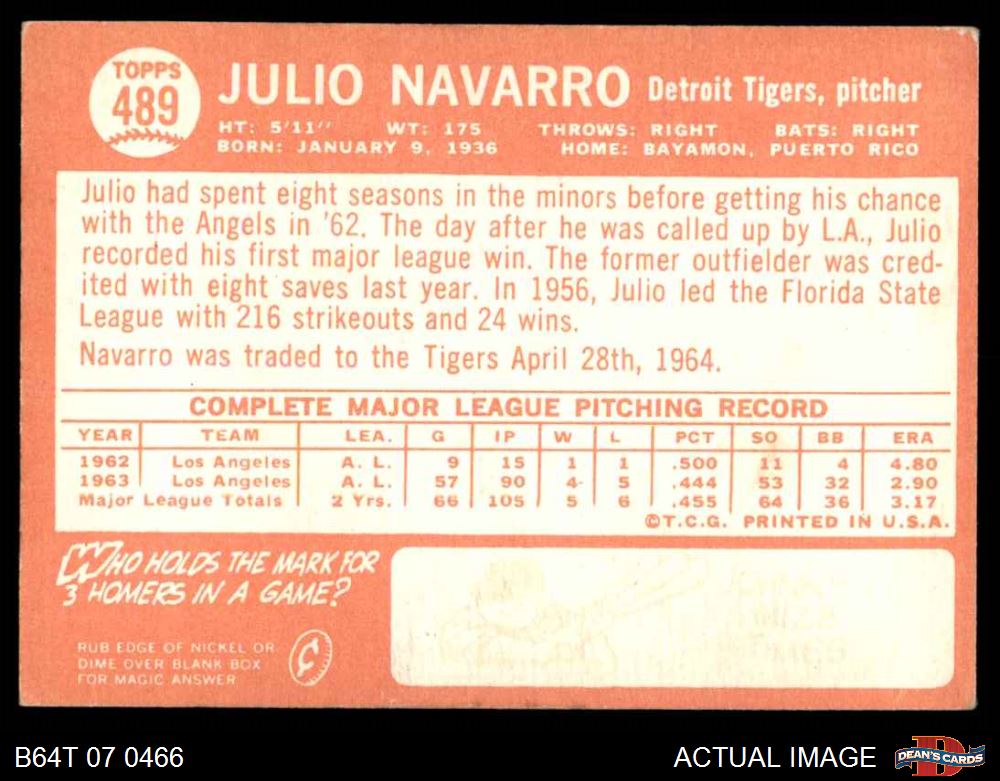 TOPPS
489
JULIO NAVARRO Detroit Tigers, pitcher
HT: 5'11" WT: 175 THROWS: RIGHT BATS: RIGHT
BORN: JANUARY 9, 1936 HOME: BAYAMON, PUERTO RICO
Julio had spent eight seasons in the minors before getting his chance
with the Angels in '62. The day after he was called up by L.A., Julio
recorded his first major league win. The former outfielder was cred-
ited with eight saves last year. In 1956, Julio led the Florida State
League with 216 strikeouts and 24 wins.
Navarro was traded to the Tigers April 28th, 1964.
COMPLETE MAJOR LEAGUE PITCHING RECORD
YEAR TEAM LEA. G IP W L PCT SO BB ERA
1962 Los Angeles A. L. 9 15 1 1 .500 11 4 4.80
1963 Los Angeles A. L. 57 90 4 5 .444 53 32 2.90
Major League Totals 2 Yrs. 66 105 5 6 .455 64 36 3.17
©T.C.G. PRINTED IN U.S.A.
WHO HOLDS THE MARK FOR
3 HOMERS IN A GAME?
RUB EDGE OF NICKEL OR
DIME OVER BLANK BOX
FOR MAGIC ANSWER
B64T 07 0466 ACTUAL IMAGE DEAN'S CARDS